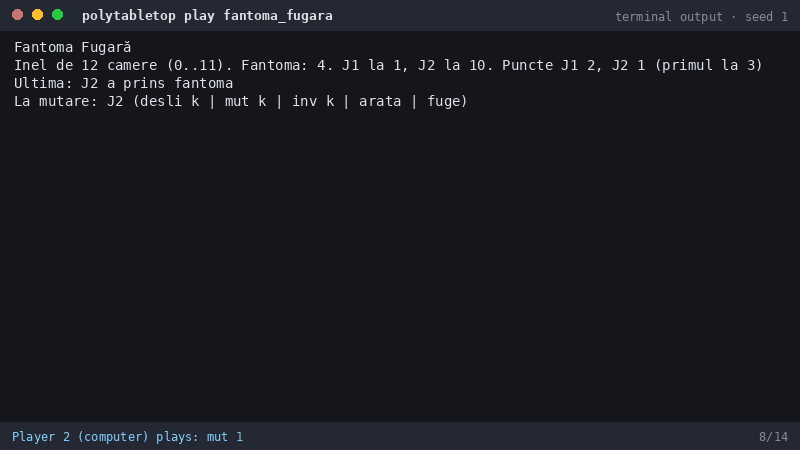 polytabletop play fantoma_fugara
terminal output · seed 1
Fantoma Fugară
Inel de 12 camere (0..11). Fantoma: 4. J1 la 1, J2 la 10. Puncte J1 2, J2 1 (primul la 3)
Ultima: J2 a prins fantoma
La mutare: J2 (desli k | mut k | inv k | arata | fuge)
Player 2 (computer) plays: mut 1
8/14